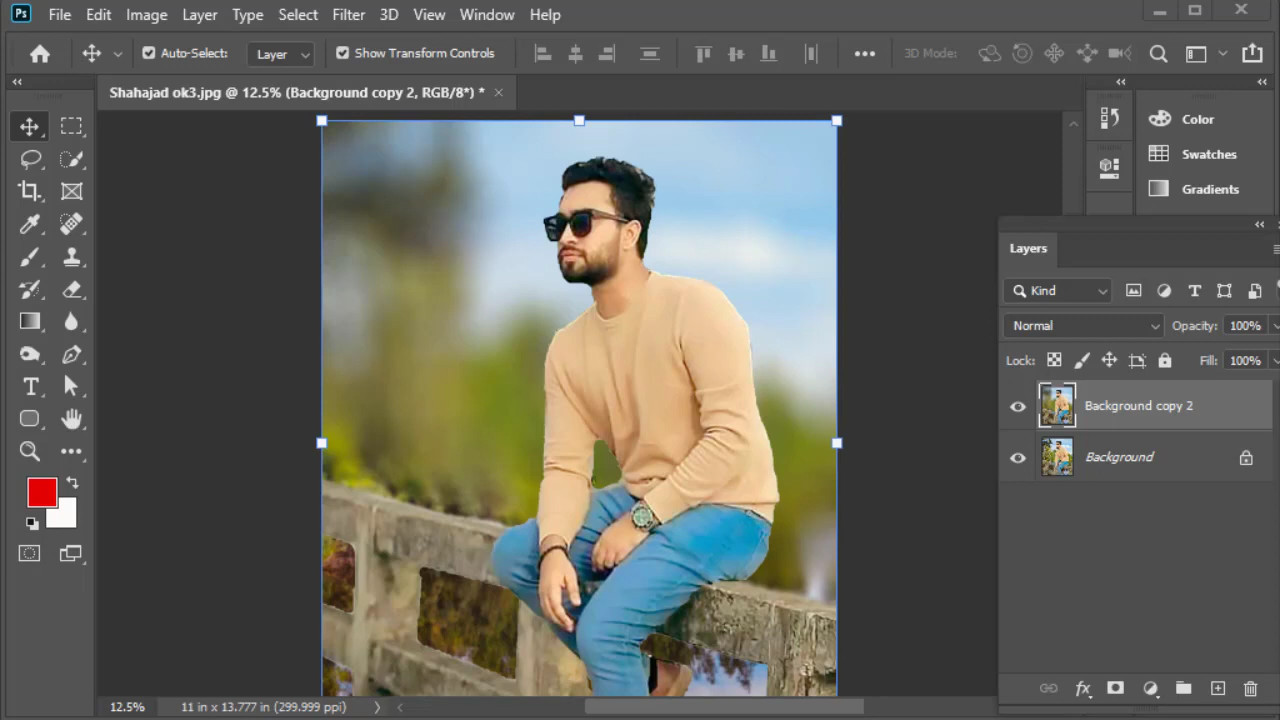 Ps File Edit Image Layer Type Select Filter 3D View Window Help
Auto-Select: Layer Show Transform Controls 3D Mode:
Shahajad ok3.jpg @ 12.5% (Background copy 2, RGB/8*) *
Color
Swatches
Gradients
Layers
Kind
Normal Opacity: 100%
Lock: Fill: 100%
Background copy 2
Background
12.5% 11 in x 13.777 in (299.999 ppi)